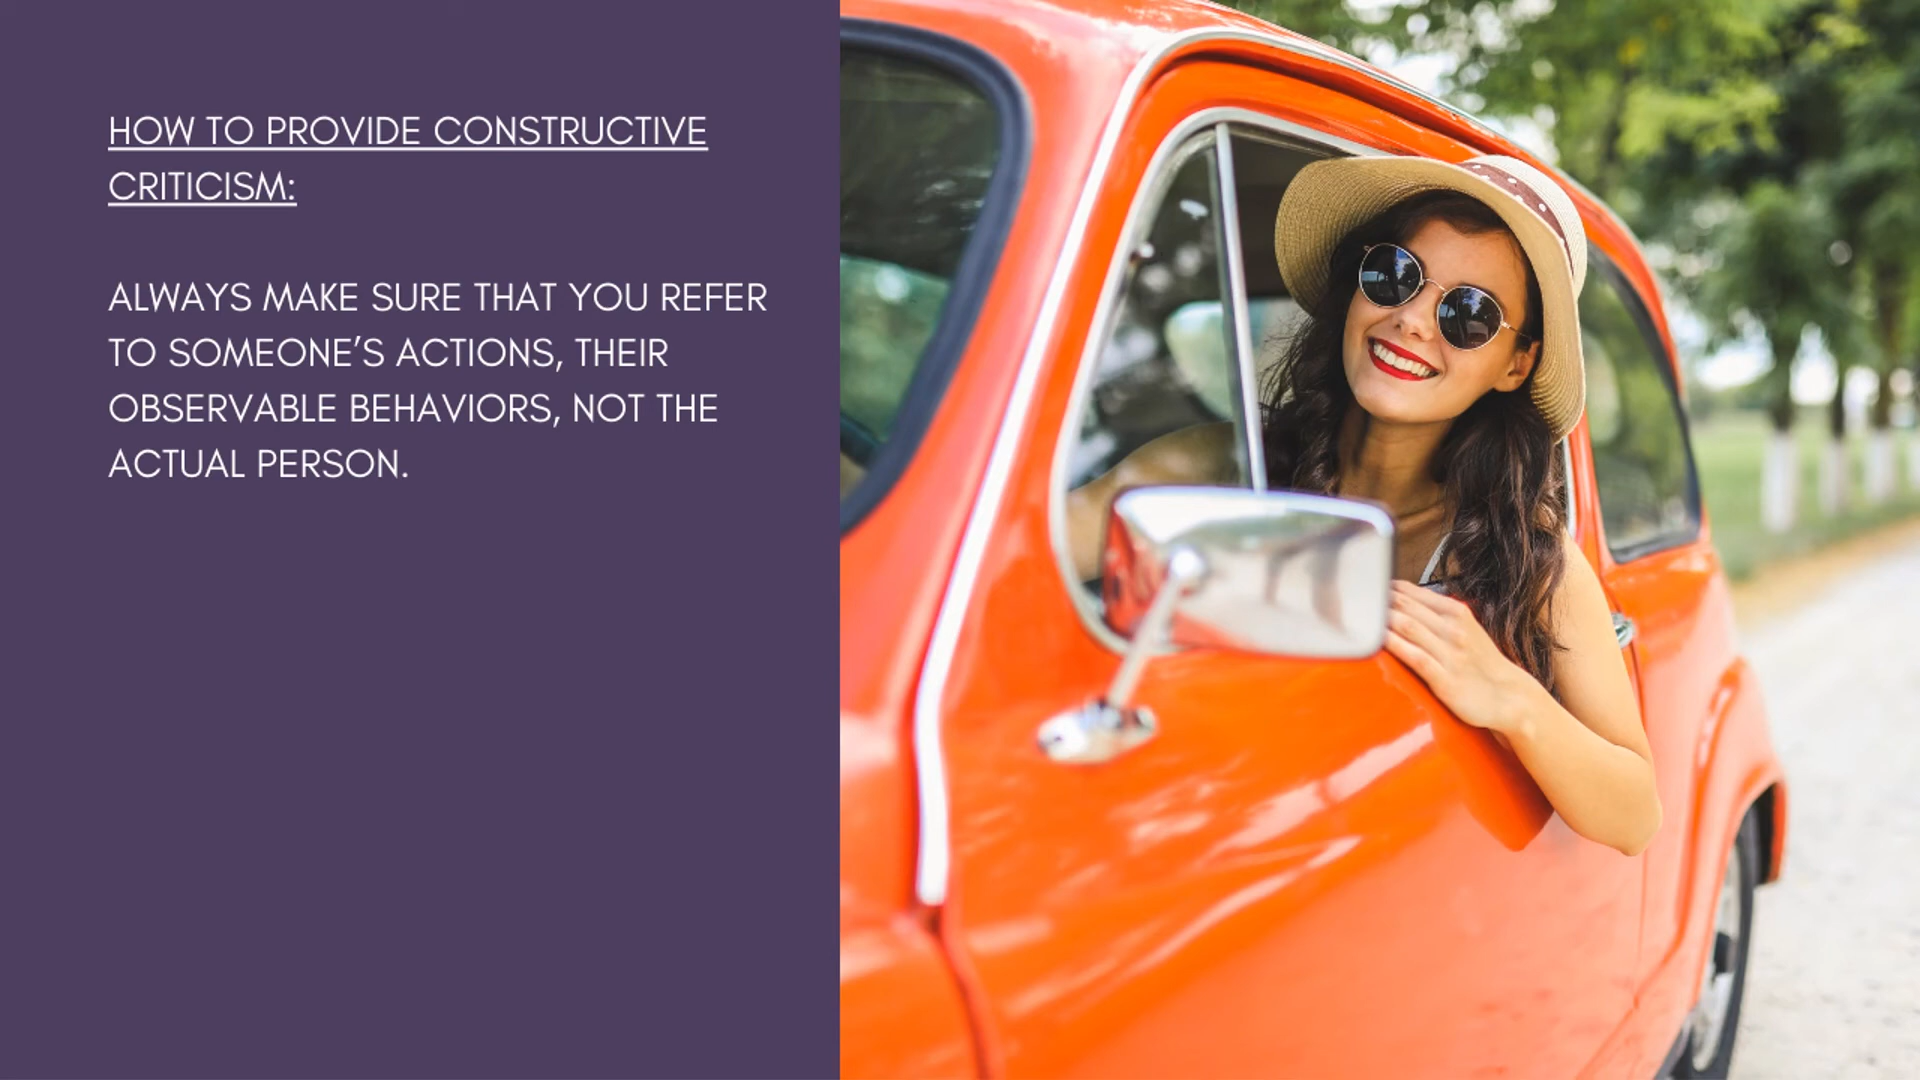 HOW TO PROVIDE CONSTRUCTIVE
CRITICISM:
ALWAYS MAKE SURE THAT YOU REFER
TO SOMEONE’S ACTIONS, THEIR
OBSERVABLE BEHAVIORS, NOT THE
ACTUAL PERSON.